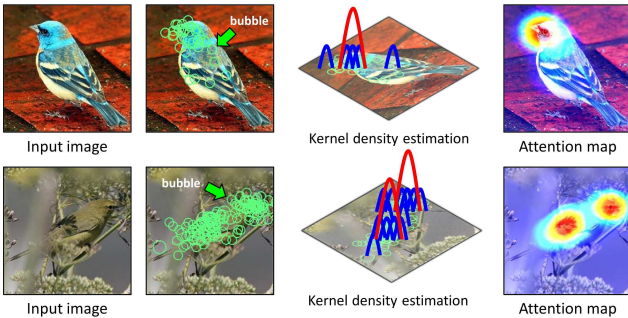 bubble
Input image
Kernel density estimation
Attention map
bubble
Input image
Kernel density estimation
Attention map